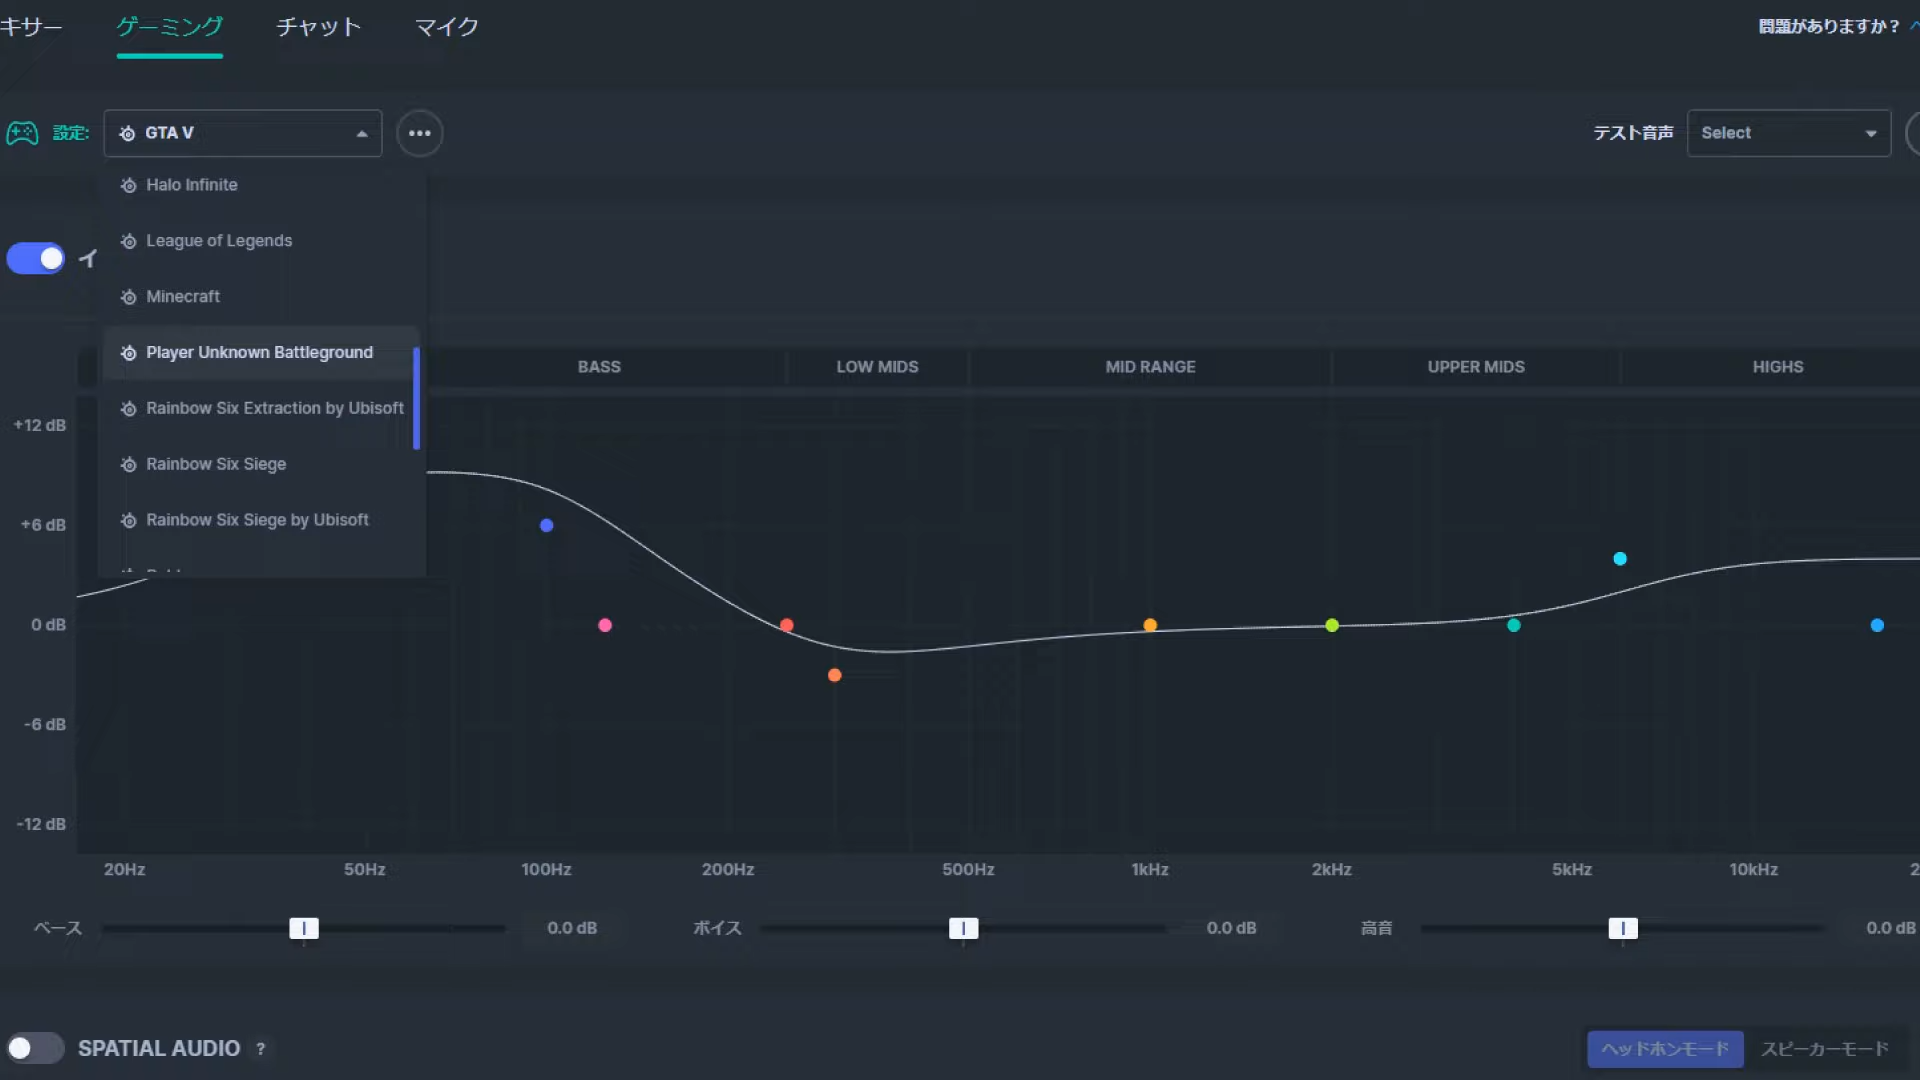 キサー ゲーミング チャット マイク 問題がありますか？
設定: GTA V ••• テスト音声 Select
Halo Infinite
League of Legends
イ
Minecraft
Player Unknown Battleground
BASS LOW MIDS MID RANGE UPPER MIDS HIGHS
Rainbow Six Extraction by Ubisoft
+12 dB
Rainbow Six Siege
Rainbow Six Siege by Ubisoft
+6 dB
0 dB
-6 dB
-12 dB
20Hz 50Hz 100Hz 200Hz 500Hz 1kHz 2kHz 5kHz 10kHz 2
ベース 0.0 dB ボイス 0.0 dB 高音 0.0 dB
SPATIAL AUDIO ? ヘッドホンモード スピーカーモード